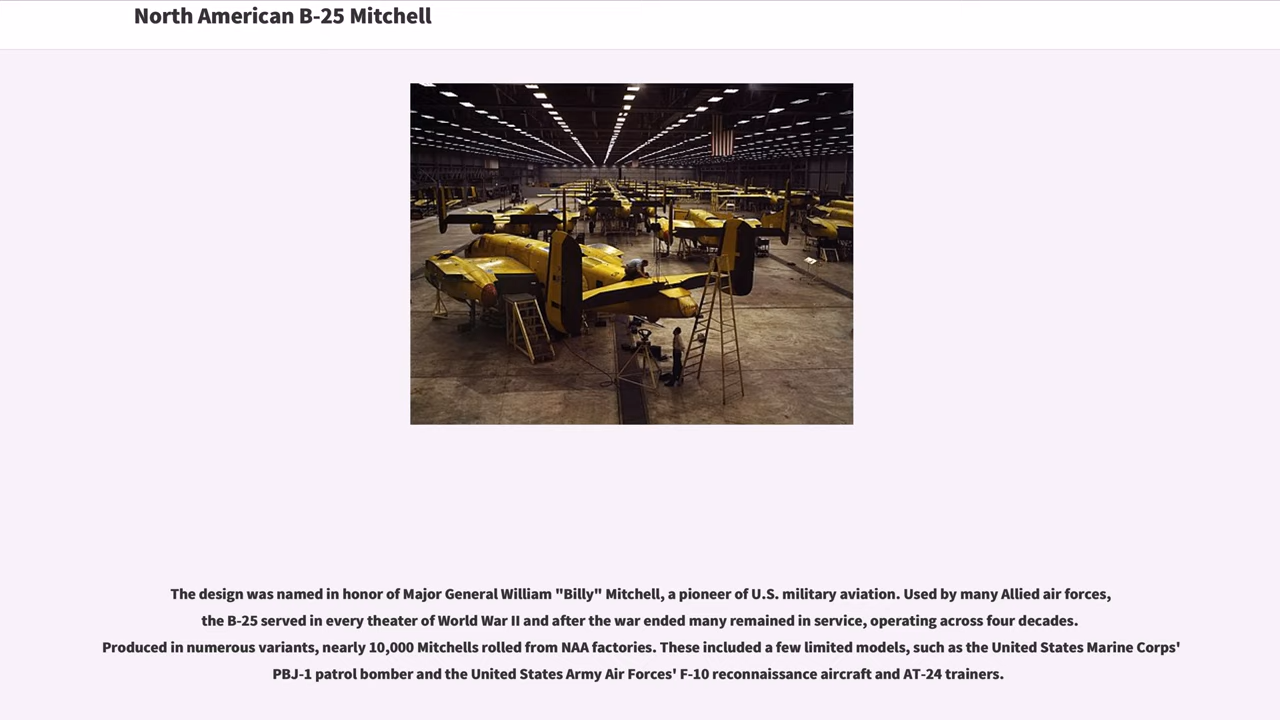 North American B-25 Mitchell
The design was named in honor of Major General William "Billy" Mitchell, a pioneer of U.S. military aviation. Used by many Allied air forces,
the B-25 served in every theater of World War II and after the war ended many remained in service, operating across four decades.
Produced in numerous variants, nearly 10,000 Mitchells rolled from NAA factories. These included a few limited models, such as the United States Marine Corps'
PBJ-1 patrol bomber and the United States Army Air Forces' F-10 reconnaissance aircraft and AT-24 trainers.